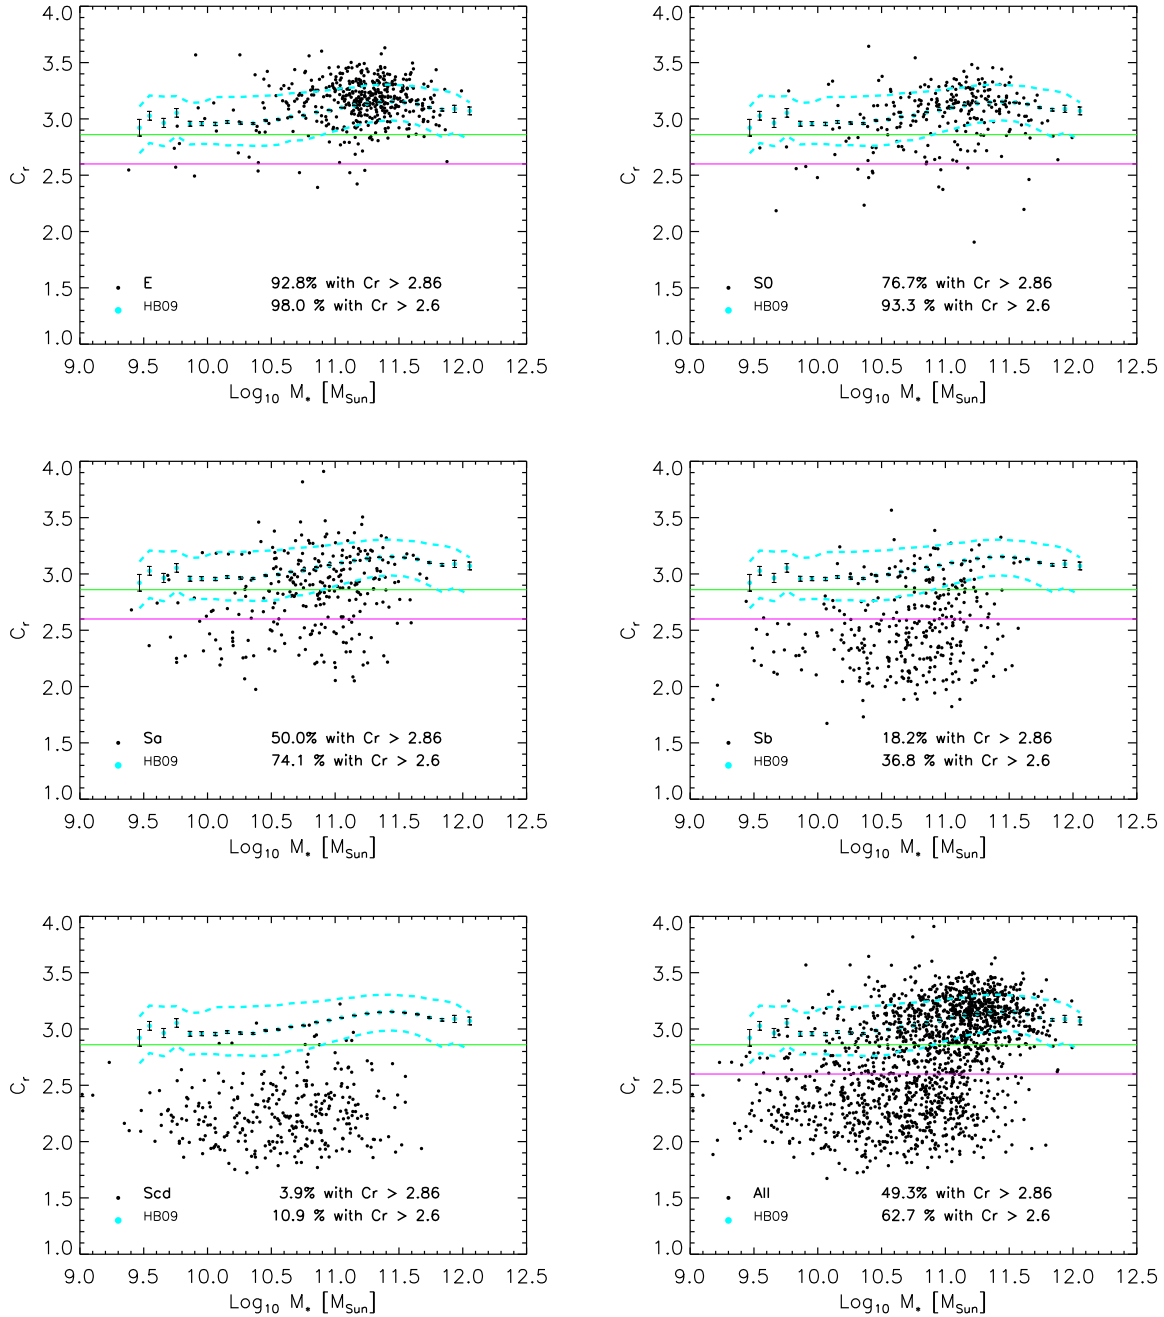 4.0
3.5
3.0
2.5
2.0
1.5
1.0
C_r
E 92.8% with Cr > 2.86
HB09 98.0 % with Cr > 2.6
9.0 9.5 10.0 10.5 11.0 11.5 12.0 12.5
Log₁₀ M* [M_Sun]
4.0
3.5
3.0
2.5
2.0
1.5
1.0
C_r
S0 76.7% with Cr > 2.86
HB09 93.3 % with Cr > 2.6
9.0 9.5 10.0 10.5 11.0 11.5 12.0 12.5
Log₁₀ M* [M_Sun]
4.0
3.5
3.0
2.5
2.0
1.5
1.0
C_r
Sa 50.0% with Cr > 2.86
HB09 74.1 % with Cr > 2.6
9.0 9.5 10.0 10.5 11.0 11.5 12.0 12.5
Log₁₀ M* [M_Sun]
4.0
3.5
3.0
2.5
2.0
1.5
1.0
C_r
Sb 18.2% with Cr > 2.86
HB09 36.8 % with Cr > 2.6
9.0 9.5 10.0 10.5 11.0 11.5 12.0 12.5
Log₁₀ M* [M_Sun]
4.0
3.5
3.0
2.5
2.0
1.5
1.0
C_r
Scd 3.9% with Cr > 2.86
HB09 10.9 % with Cr > 2.6
9.0 9.5 10.0 10.5 11.0 11.5 12.0 12.5
Log₁₀ M* [M_Sun]
4.0
3.5
3.0
2.5
2.0
1.5
1.0
C_r
All 49.3% with Cr > 2.86
HB09 62.7 % with Cr > 2.6
9.0 9.5 10.0 10.5 11.0 11.5 12.0 12.5
Log₁₀ M* [M_Sun]